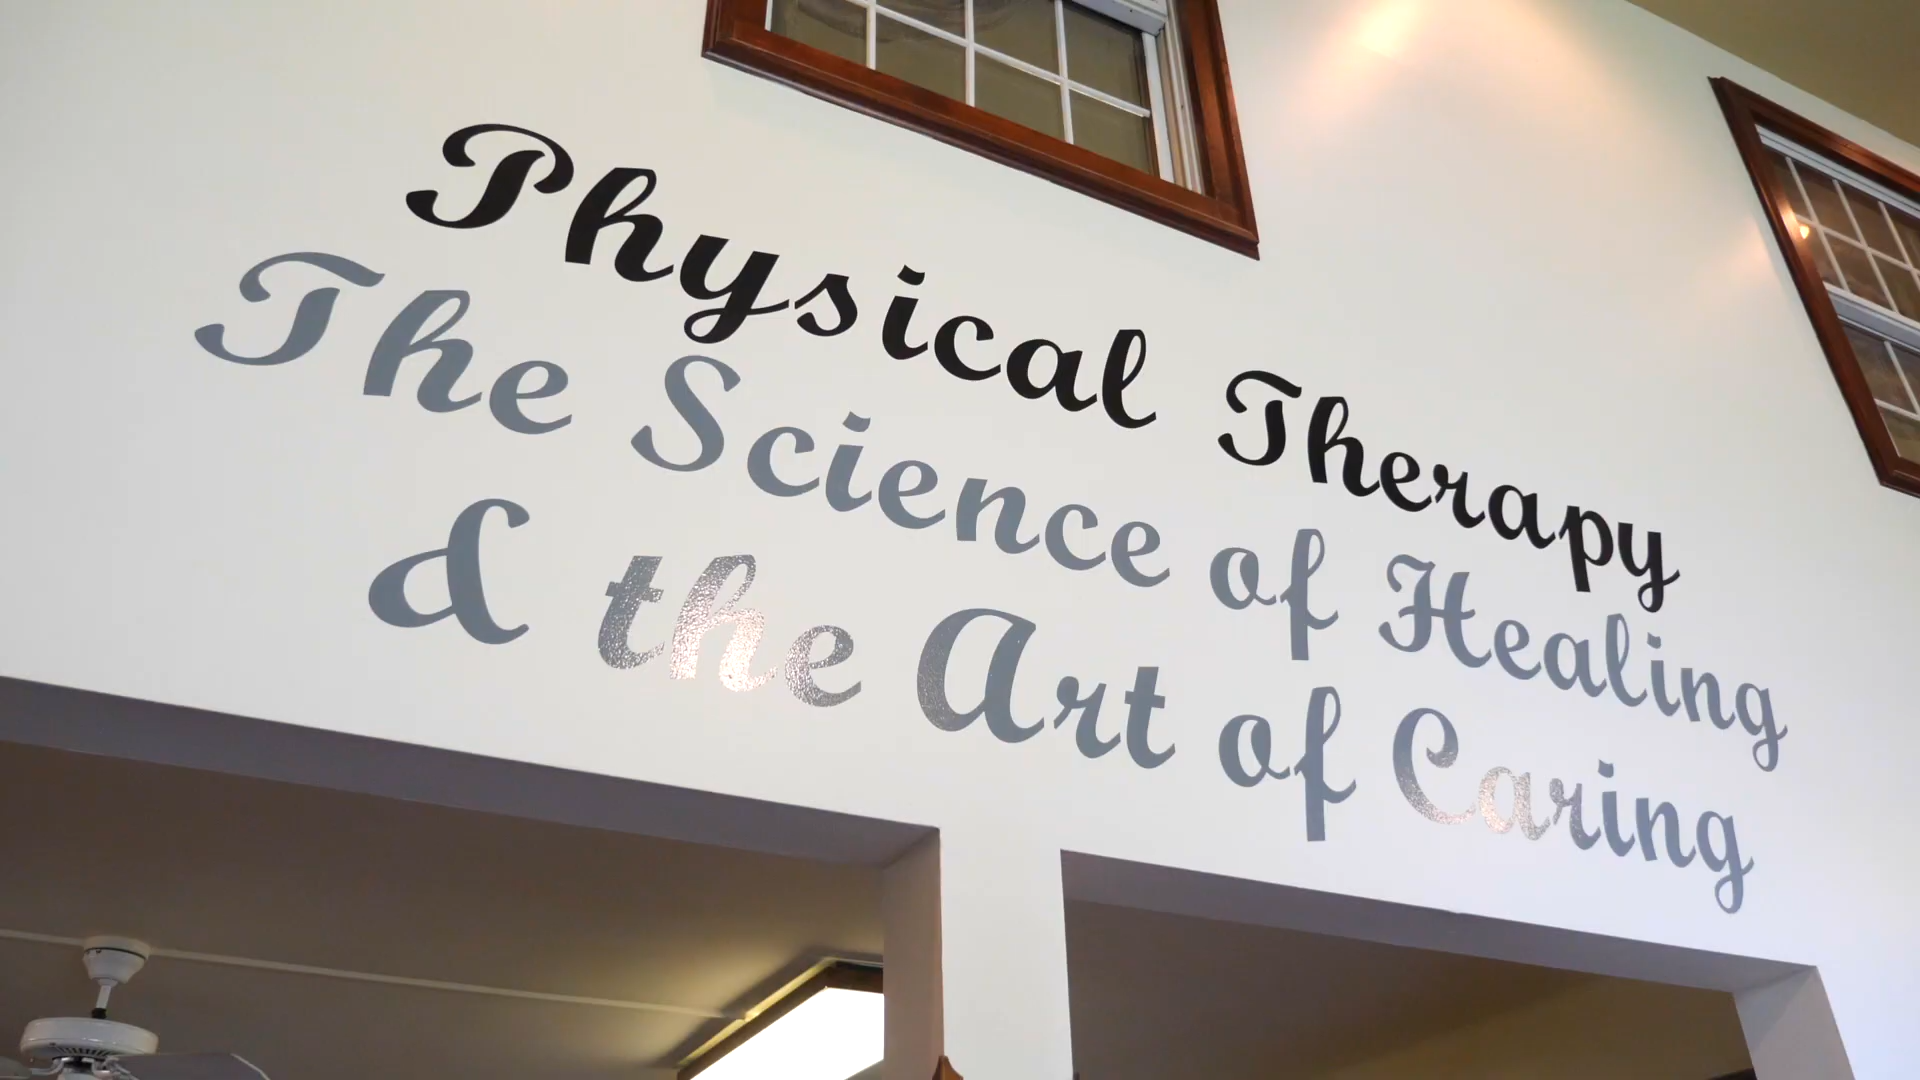 Physical Therapy
The Science of Healing
& the Art of Caring